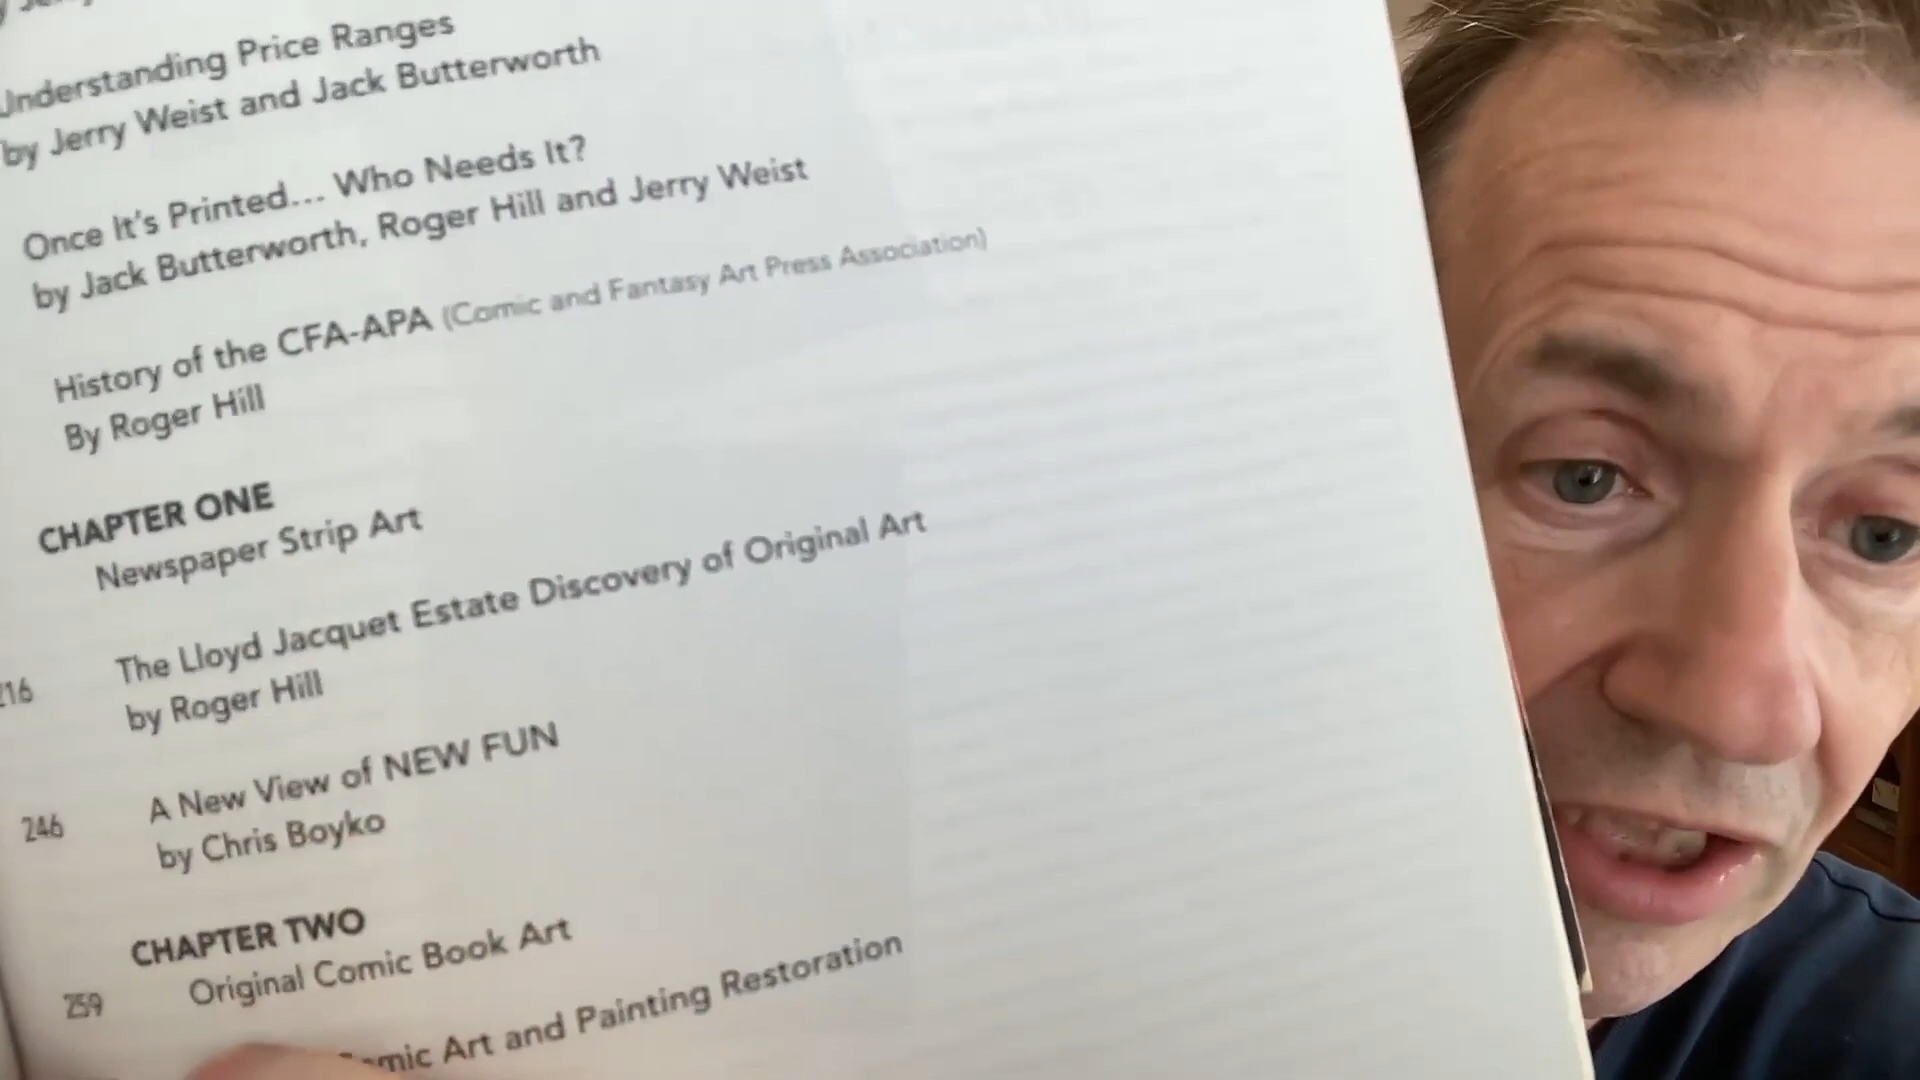 Understanding Price Ranges
by Jerry Weist and Jack Butterworth
Once It's Printed... Who Needs It?
by Jack Butterworth, Roger Hill and Jerry Weist
History of the CFA-APA (Comic and Fantasy Art Press Association)
By Roger Hill
CHAPTER ONE
Newspaper Strip Art
216 The Lloyd Jacquet Estate Discovery of Original Art
by Roger Hill
246 A New View of NEW FUN
by Chris Boyko
CHAPTER TWO
259 Original Comic Book Art
Art and Painting Restoration